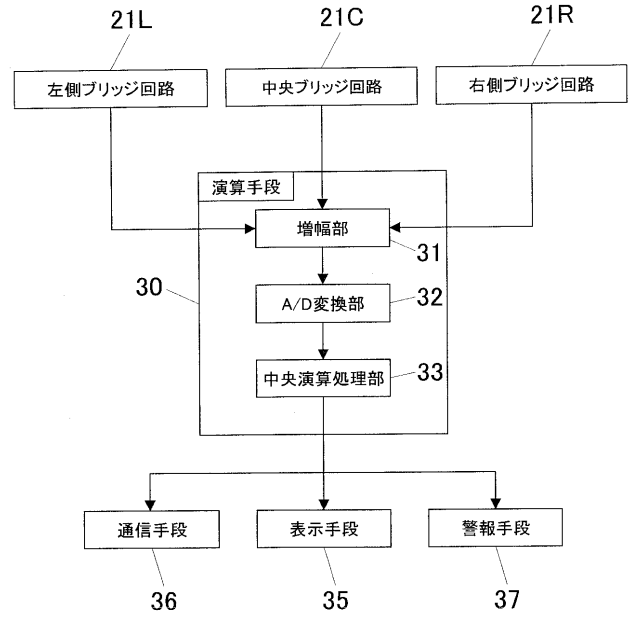 21L
21C
21R
左側ブリッジ回路
中央ブリッジ回路
右側ブリッジ回路
演算手段
増幅部
31
30
A/D変換部
32
中央演算処理部
33
通信手段
表示手段
警報手段
36
35
37